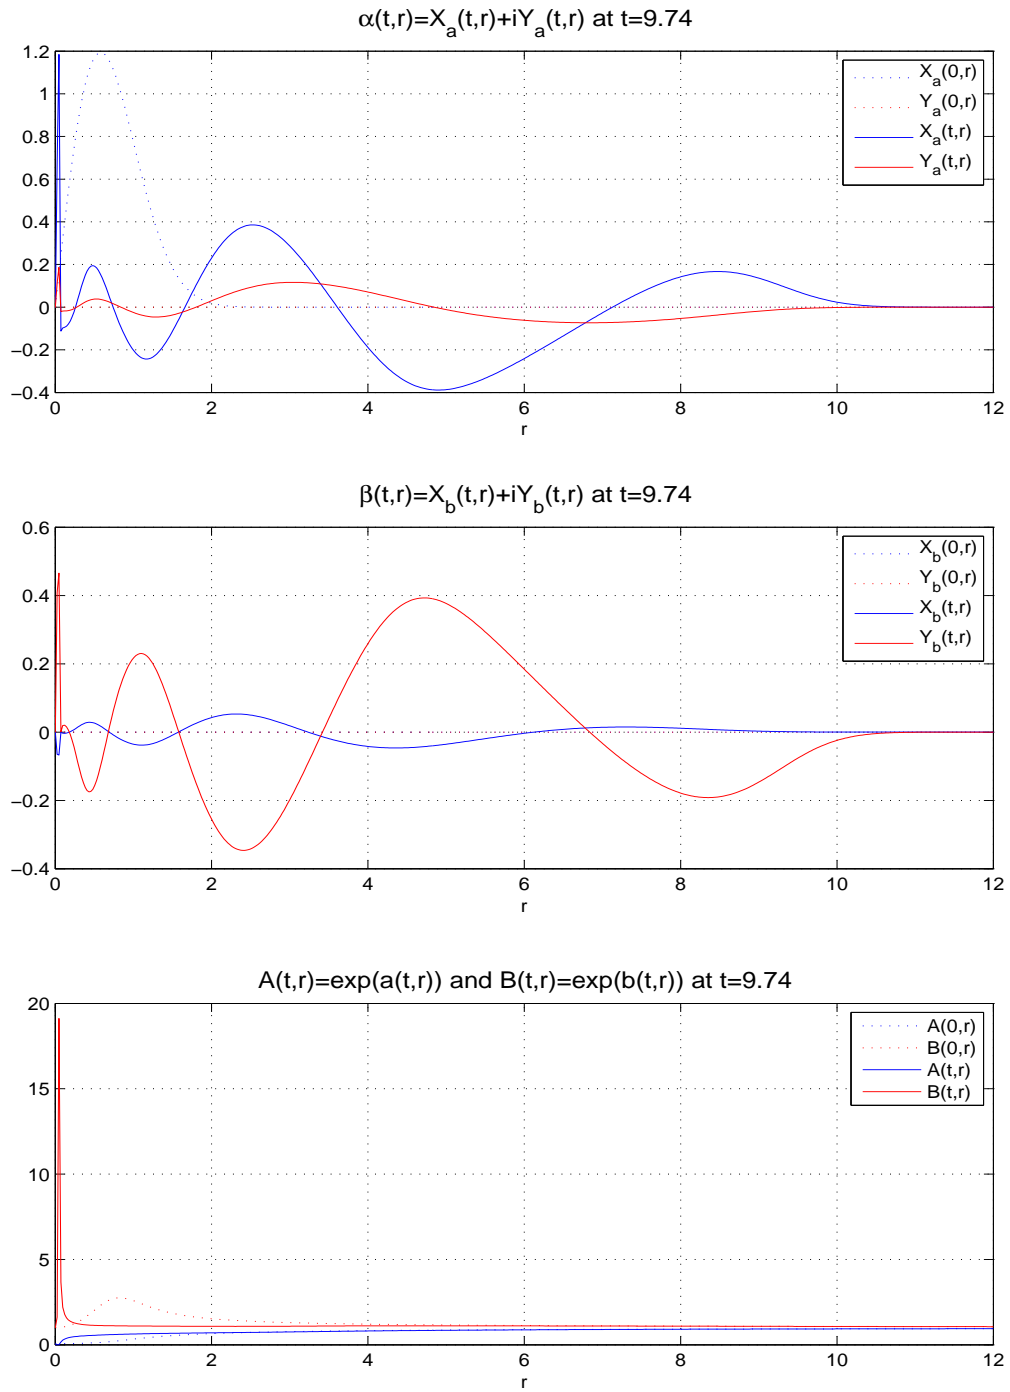 α(t,r)=X_a(t,r)+iY_a(t,r) at t=9.74
1.2
1
0.8
0.6
0.4
0.2
0
−0.2
−0.4
X_a(0,r)
Y_a(0,r)
X_a(t,r)
Y_a(t,r)
0 2 4 6 8 10 12
r
β(t,r)=X_b(t,r)+iY_b(t,r) at t=9.74
0.6
0.4
0.2
0
−0.2
−0.4
X_b(0,r)
Y_b(0,r)
X_b(t,r)
Y_b(t,r)
0 2 4 6 8 10 12
r
A(t,r)=exp(a(t,r)) and B(t,r)=exp(b(t,r)) at t=9.74
20
15
10
5
0
A(0,r)
B(0,r)
A(t,r)
B(t,r)
0 2 4 6 8 10 12
r